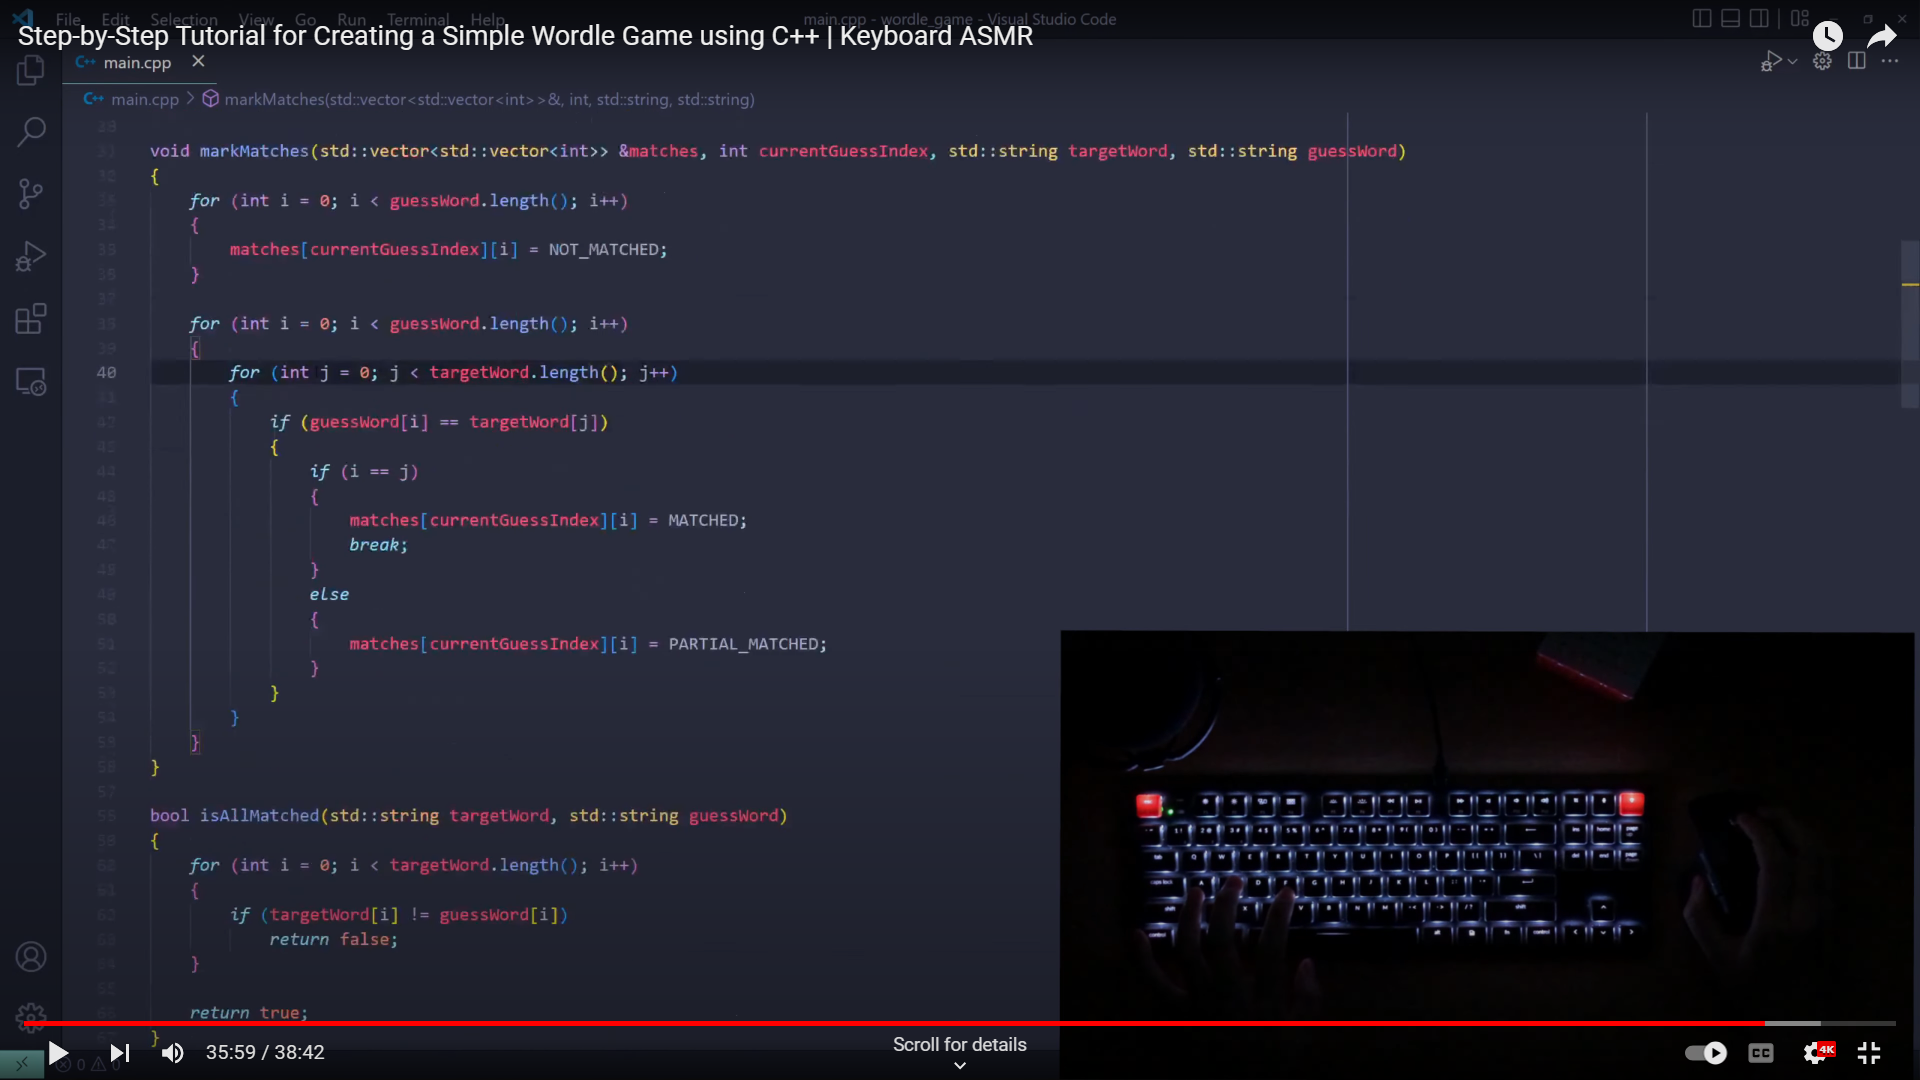 File Edit Selection View Go Run Terminal Help
main.cpp - wordle_game - Visual Studio Code
Step-by-Step Tutorial for Creating a Simple Wordle Game using C++ | Keyboard ASMR
C++ main.cpp
C++ main.cpp > markMatches(std::vector<std::vector<int>>&, int, std::string, std::string)
void markMatches(std::vector<std::vector<int>> &matches, int currentGuessIndex, std::string targetWord, std::string guessWord)
{
for (int i = 0; i < guessWord.length(); i++)
{
matches[currentGuessIndex][i] = NOT_MATCHED;
}
for (int i = 0; i < guessWord.length(); i++)
{
40 for (int j = 0; j < targetWord.length(); j++)
{
if (guessWord[i] == targetWord[j])
{
if (i == j)
{
matches[currentGuessIndex][i] = MATCHED;
break;
}
else
{
matches[currentGuessIndex][i] = PARTIAL_MATCHED;
}
}
}
}
}
bool isAllMatched(std::string targetWord, std::string guessWord)
{
for (int i = 0; i < targetWord.length(); i++)
{
if (targetWord[i] != guessWord[i])
return false;
}
return true;
}
35:59 / 38:42
Scroll for details
CC
4K